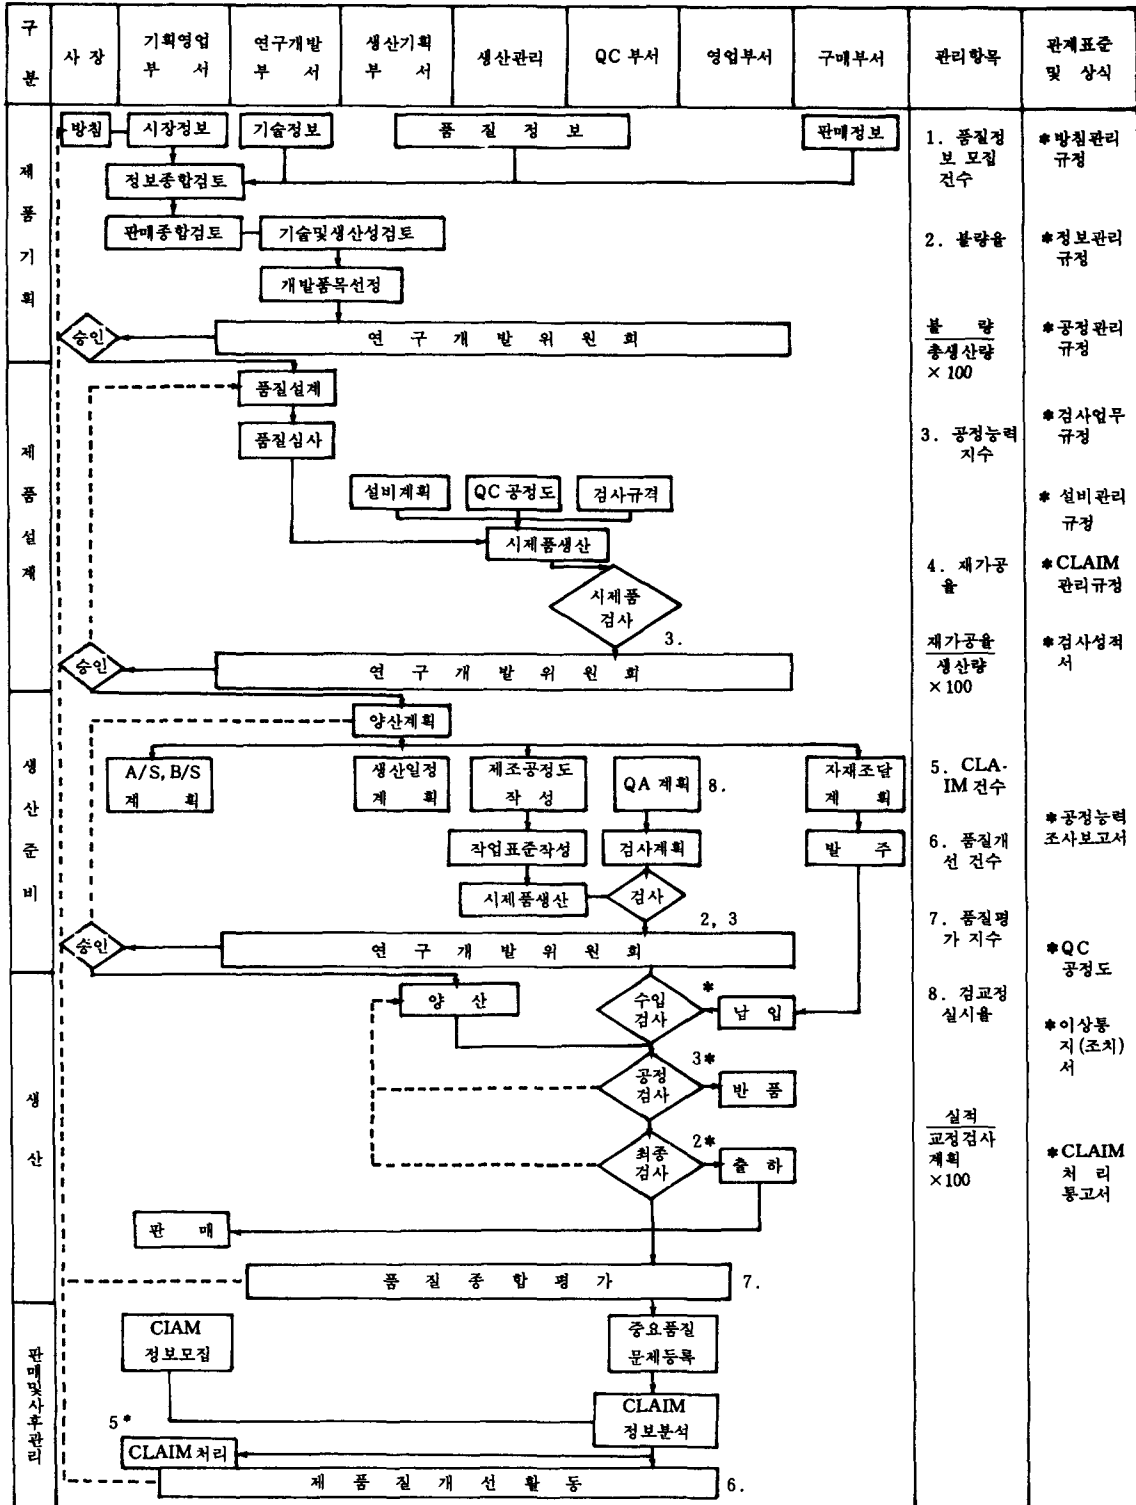 구 분
사 장
기획영업 부 서
연구개발 부 서
생산기획 부 서
생산관리
QC 부서
영업부서
구매부서
관리항목
관계표준 및 상식
제 품 기 획
방침
시장정보
기술정보
품 질 정 보
판매정보
정보종합검토
판매종합검토
기술및생산성검토
개발품목선정
승인
연 구 개 발 위 원 회
제 품 설 계
품질설계
품질심사
설비계획
QC 공정도
검사규격
시제품생산
시제품
검사
3.
승인
연 구 개 발 위 원 회
생 산 준 비
양산계획
A/S, B/S
계 획
생산일정
계 획
제조공정도
작 성
QA 계획
8.
자재조달
계 획
작업표준작성
검사계획
발 주
시제품생산
검사
2, 3
승인
연 구 개 발 위 원 회
생 산
양 산
수입
검사
*
납 입
공정
검사
3*
반 품
최종
검사
2*
출 하
판 매
품 질 종 합 평 가
7.
판매및사후관리
CIAM
정보모집
중요품질
문제등록
CLAIM
정보분석
5*
CLAIM 처리
제 품 질 개 선 활 동
6.
1. 품질정
보 모집
건수
2. 불량율
불 량
총생산량
× 100
3. 공정능력
지수
4. 재가공
율
재가공율
생산량
×100
5. CLA-
IM 건수
6. 품질개
선 건수
7. 품질평
가 지수
8. 검교정
실시율
실적
교정검사
계획
×100
*방침관리
규정
*정보관리
규정
*공정관리
규정
*검사업무
규정
* 설비관리
규정
*CLAIM
관리규정
*검사성적
서
*공정능력
조사보고서
*QC
공정도
*이상통
지(조치)
서
*CLAIM
처 리
통고서